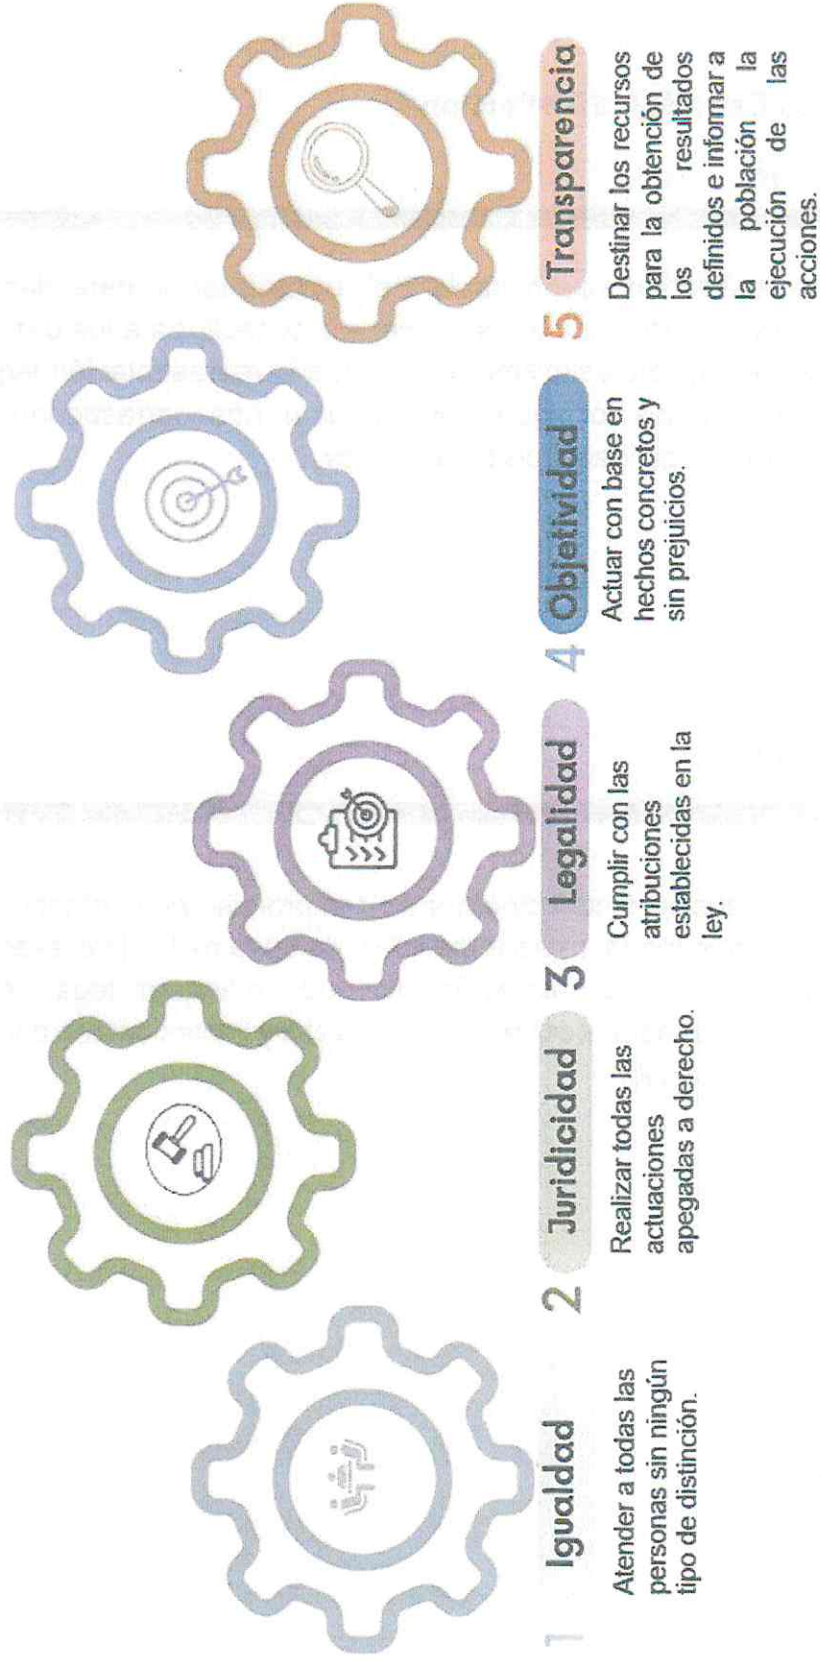 1 Igualdad
Atender a todas las
personas sin ningún
tipo de distinción.
2 Juridicidad
Realizar todas las
actuaciones
apegadas a derecho.
3 Legalidad
Cumplir con las
atribuciones
establecidas en la
ley.
4 Objetividad
Actuar con base en
hechos concretos y
sin prejuicios.
5 Transparencia
Destinar los recursos
para la obtención de
los resultados
definidos e informar a
la población la
ejecución de las
acciones.